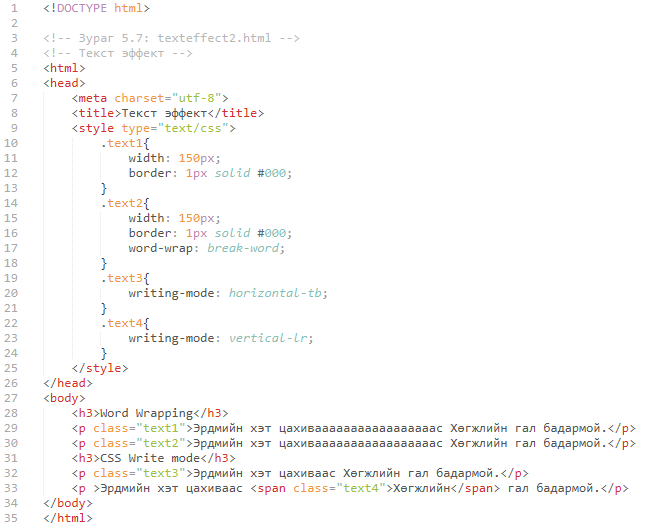 1 <!DOCTYPE html>
2
3 <!-- Зураг 5.7: texteffect2.html -->
4 <!-- Текст эффект -->
5 <html>
6 <head>
7     <meta charset="utf-8">
8     <title>Текст эффект</title>
9     <style type="text/css">
10         .text1{
11             width: 150px;
12             border: 1px solid #000;
13         }
14         .text2{
15             width: 150px;
16             border: 1px solid #000;
17             word-wrap: break-word;
18         }
19         .text3{
20             writing-mode: horizontal-tb;
21         }
22         .text4{
23             writing-mode: vertical-lr;
24         }
25     </style>
26 </head>
27 <body>
28     <h3>Word Wrapping</h3>
29     <p class="text1">Эрдмийн хэт цахиваааааааааааааааааас Хөгжлийн гал бадармой.</p>
30     <p class="text2">Эрдмийн хэт цахиваааааааааааааааааас Хөгжлийн гал бадармой.</p>
31     <h3>CSS Write mode</h3>
32     <p class="text3">Эрдмийн хэт цахиваас Хөгжлийн гал бадармой.</p>
33     <p >Эрдмийн хэт цахиваас <span class="text4">Хөгжлийн</span> гал бадармой.</p>
34 </body>
35 </html>